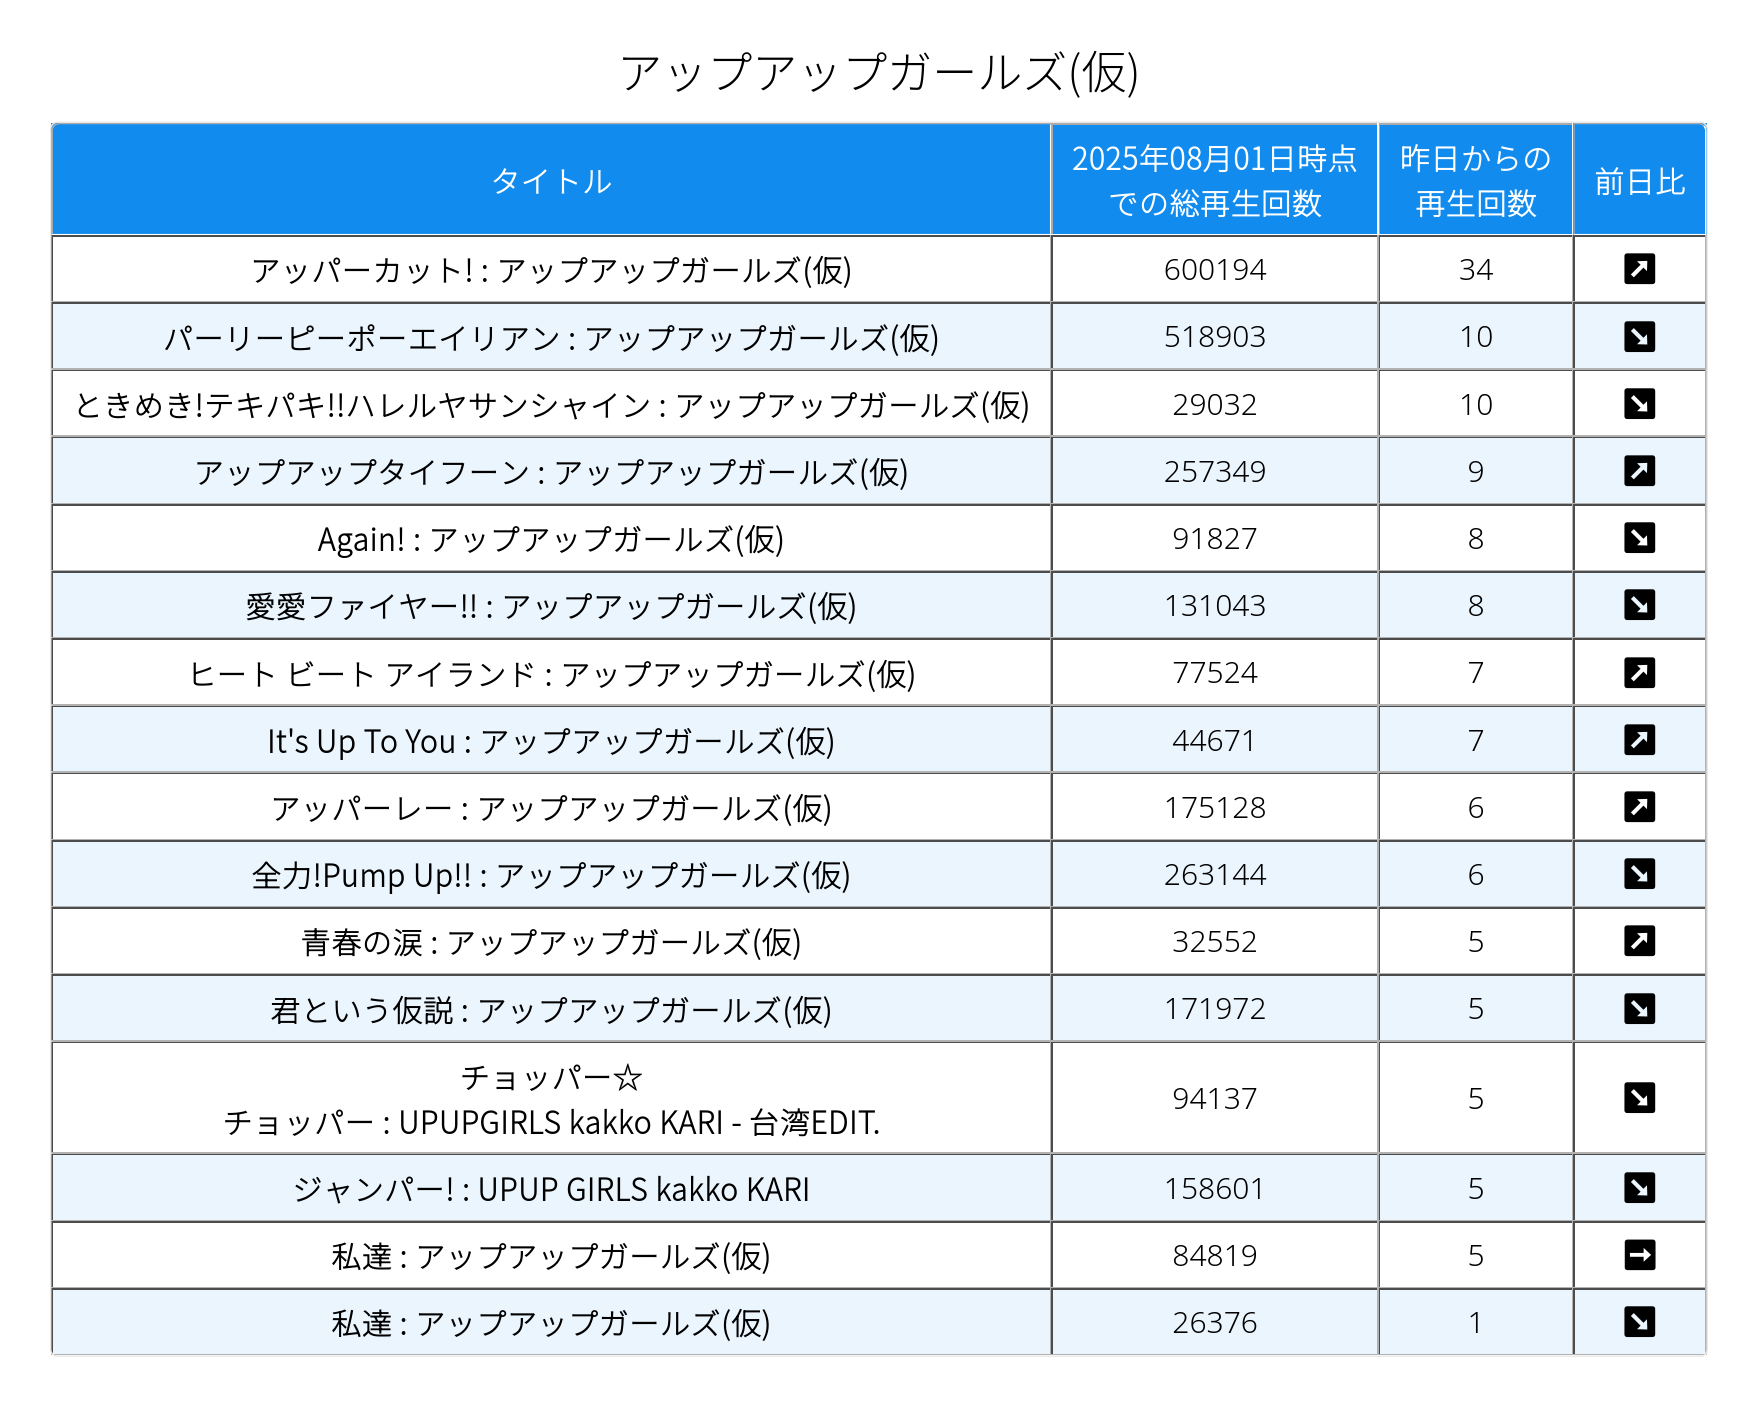 アップアップガールズ(仮)
タイトル 2025年08月01日時点での総再生回数 昨日からの再生回数 前日比
アッパーカット! : アップアップガールズ(仮) 600194 34 ↗
パーリーピーポーエイリアン : アップアップガールズ(仮) 518903 10 ↘
ときめき!テキパキ!!ハレルヤサンシャイン : アップアップガールズ(仮) 29032 10 ↘
アップアップタイフーン : アップアップガールズ(仮) 257349 9 ↗
Again! : アップアップガールズ(仮) 91827 8 ↘
愛愛ファイヤー!! : アップアップガールズ(仮) 131043 8 ↘
ヒート ビート アイランド : アップアップガールズ(仮) 77524 7 ↗
It's Up To You : アップアップガールズ(仮) 44671 7 ↗
アッパーレー : アップアップガールズ(仮) 175128 6 ↗
全力!Pump Up!! : アップアップガールズ(仮) 263144 6 ↘
青春の涙 : アップアップガールズ(仮) 32552 5 ↗
君という仮説 : アップアップガールズ(仮) 171972 5 ↘
チョッパー☆
チョッパー : UPUPGIRLS kakko KARI - 台湾EDIT. 94137 5 ↘
ジャンパー! : UPUP GIRLS kakko KARI 158601 5 ↘
私達 : アップアップガールズ(仮) 84819 5 →
私達 : アップアップガールズ(仮) 26376 1 ↘